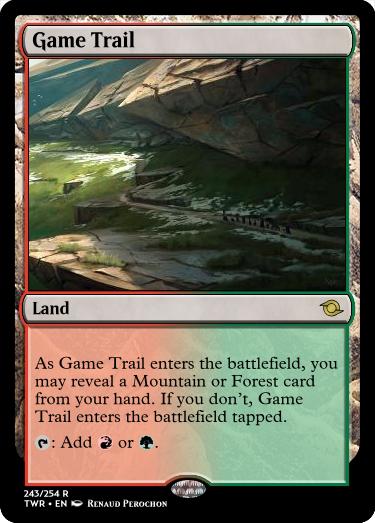 Game Trail
Land
As Game Trail enters the battlefield, you
may reveal a Mountain or Forest card
from your hand. If you don't, Game
Trail enters the battlefield tapped.
: Add or .
243/254 R
TWR • EN Renaud Perochon